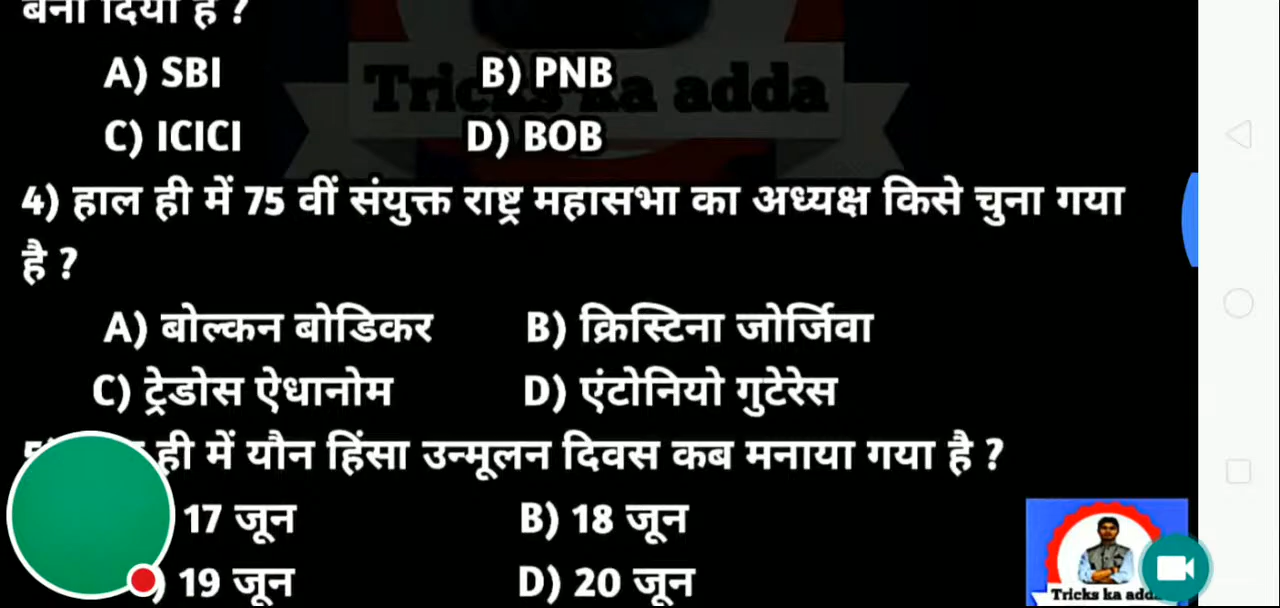 बना दिया है ?
A) SBI B) PNB
Tricks ka adda
C) ICICI D) BOB
4) हाल ही में 75 वीं संयुक्त राष्ट्र महासभा का अध्यक्ष किसे चुना गया
है ?
A) बोल्कन बोडिकर B) क्रिस्टिना जोर्जिवा
C) ट्रेडोस ऐधानोम D) एंटोनियो गुटेरेस
ही में यौन हिंसा उन्मूलन दिवस कब मनाया गया है ?
17 जून B) 18 जून
) 19 जून D) 20 जून
Tricks ka